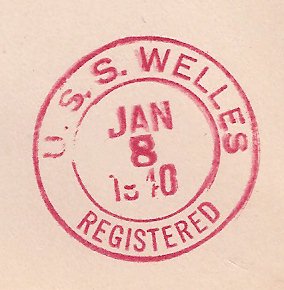 U.S.S. WELLES
JAN
8
1940
REGISTERED